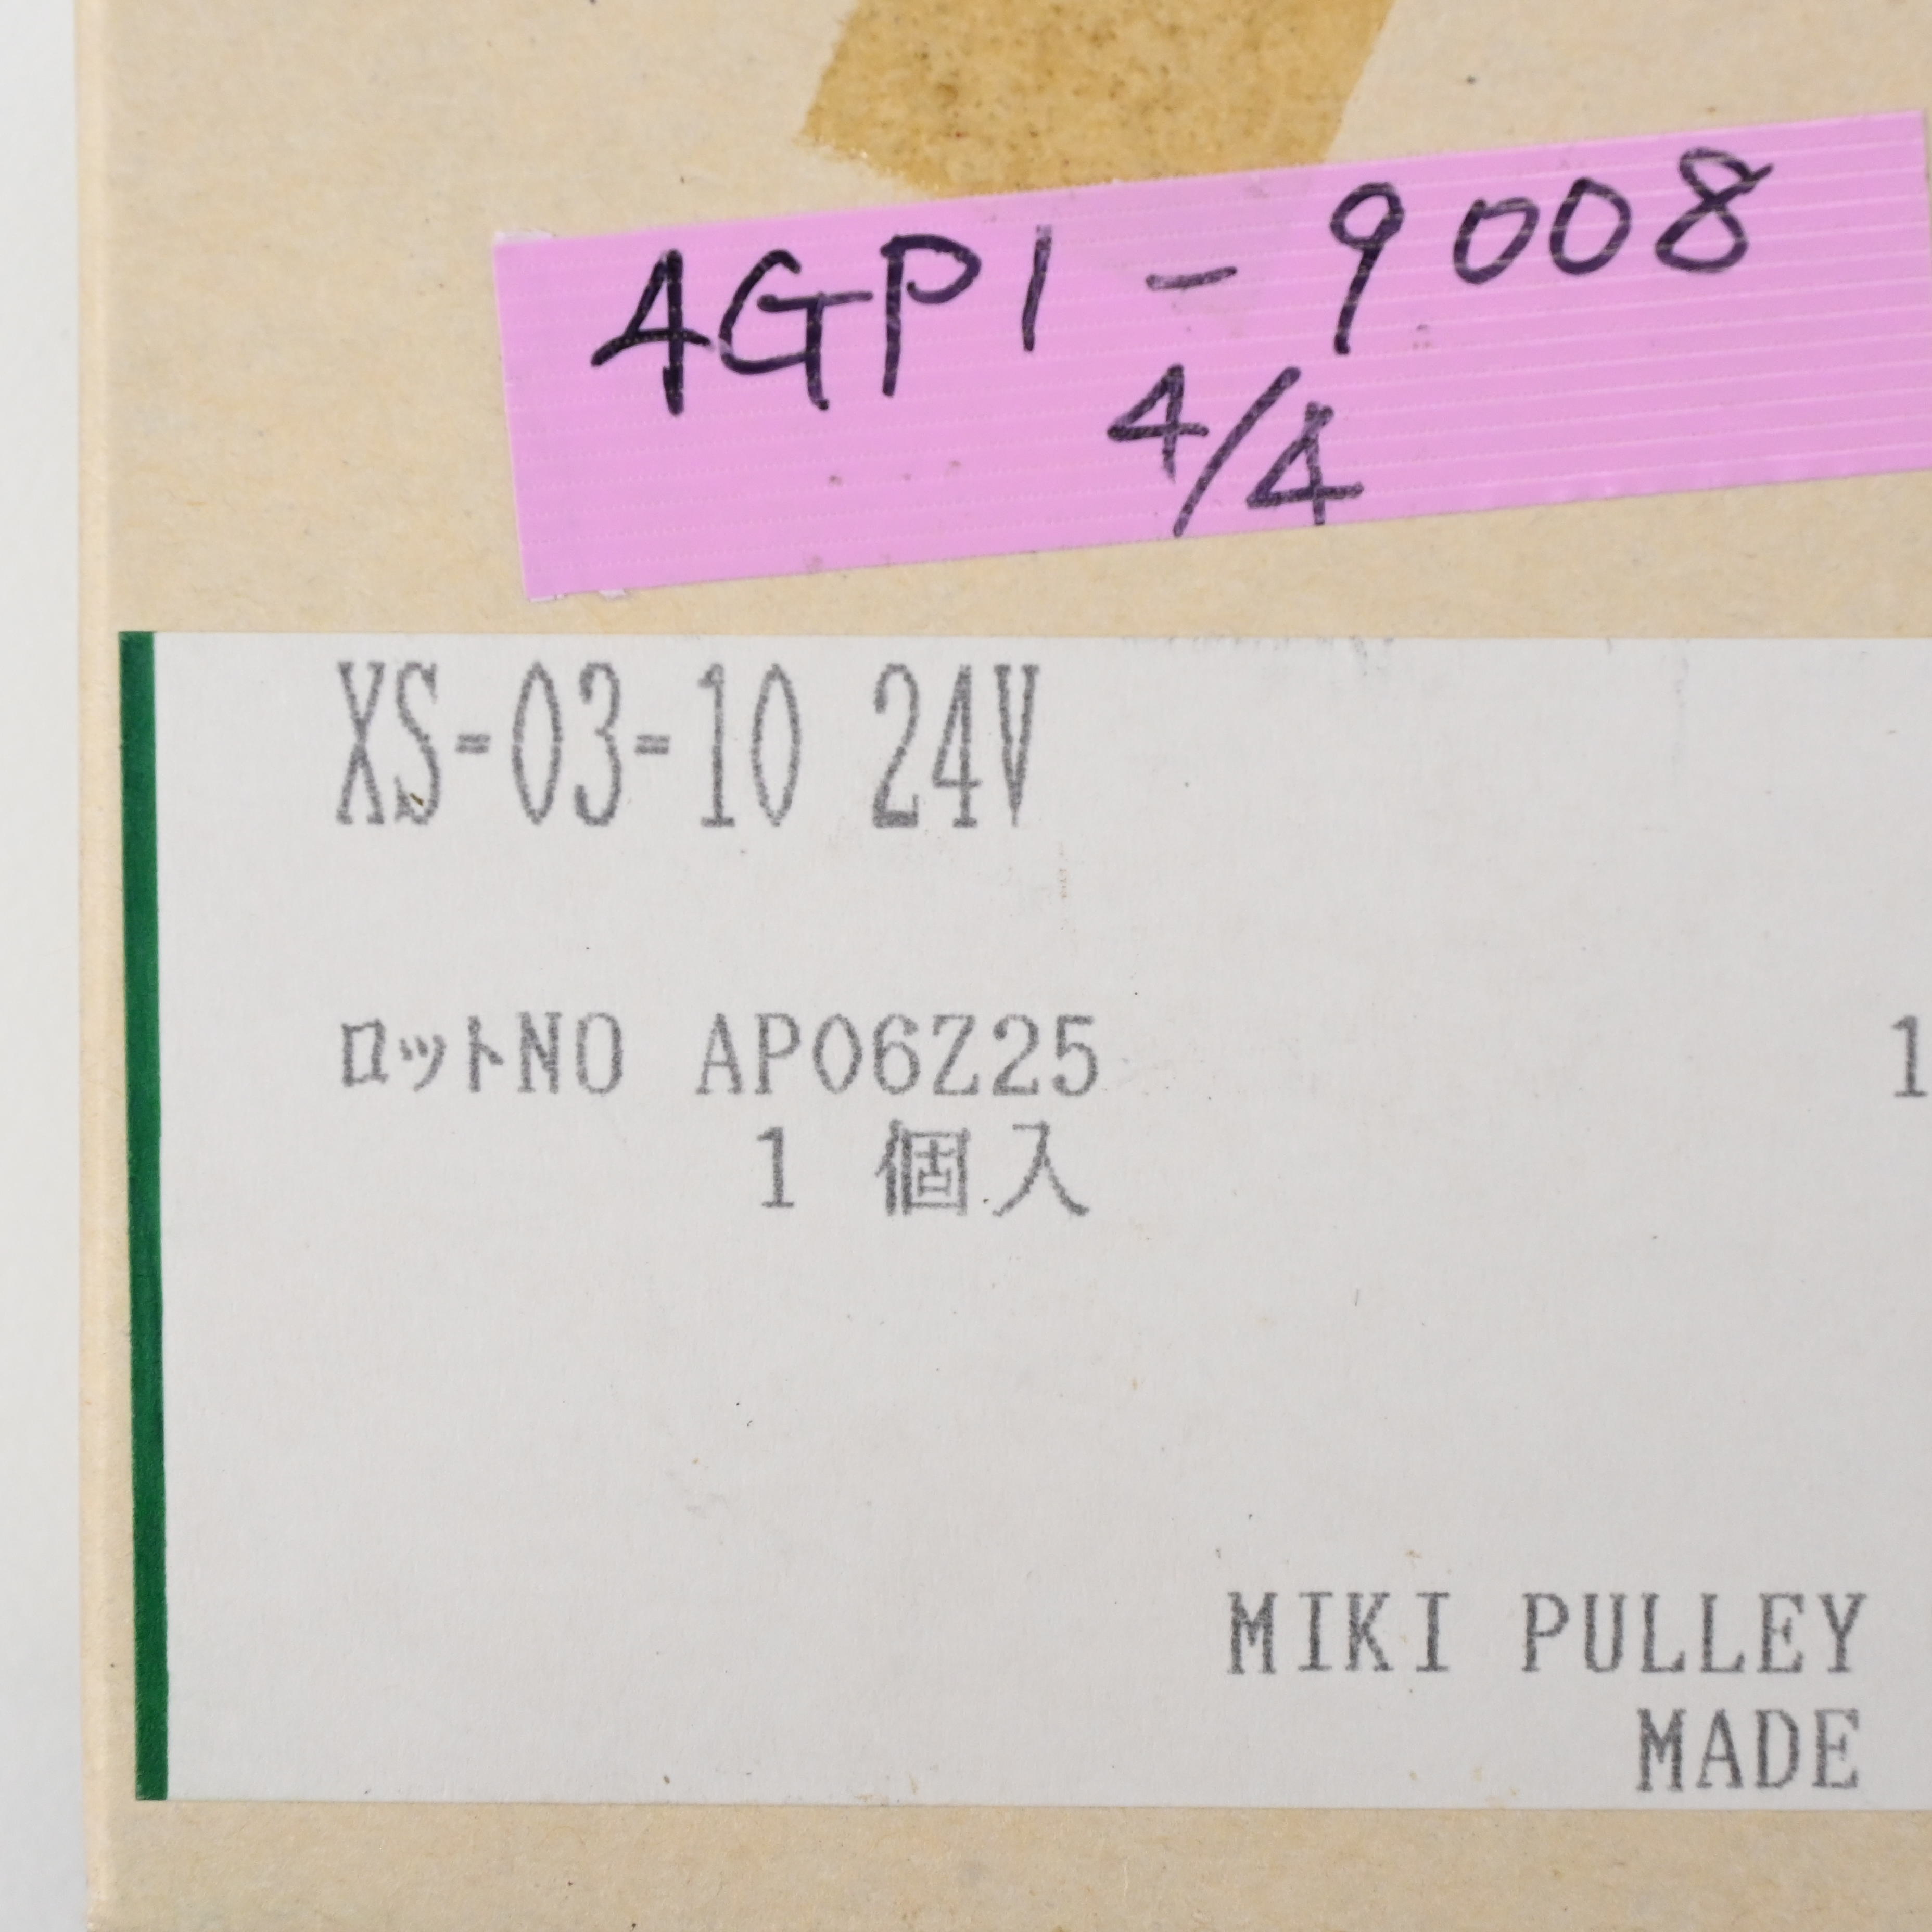 4GP1-9008
4/4
XS-03-10 24V
ロットNO AP06Z25 1
1 個入
MIKI PULLEY
MADE